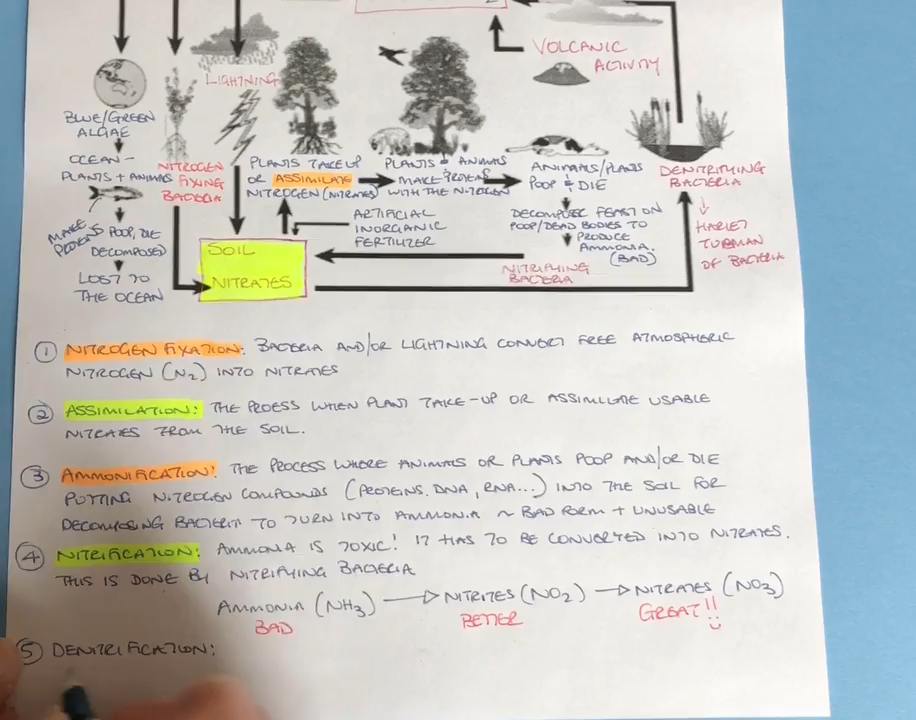 VOLCANIC
ACTIVITY
LIGHTNING
BLUE/GREEN
ALGAE
OCEAN -
PLANTS + ANIMALS
MAKE
POOP, DIE
DECOMPOSED
LOST TO
THE OCEAN
NITROGEN
FIXING
BACTERIA
PLANTS TAKE UP
OR ASSIMILATE
NITROGEN (NITRATES)
PLANTS + ANIMALS
MAKE
WITH THE NITROGEN
ANIMALS/PLANTS
POOP & DIE
DENITRIFYING
BACTERIA
HARIET
TUBMAN
OF BACTERIA
ARTIFICIAL
INORGANIC
FERTILIZER
DECOMPOSE FEAST ON
POOP/DEAD BODIES TO
PRODUCE
AMMONIA.
(BAD)
SOIL
NITRATES
NITRIFYING
BACTERIA
① NITROGEN FIXATION: BACTERIA AND/OR LIGHTNING CONVERT FREE ATMOSPHERIC
NITROGEN (N2) INTO NITRATES
② ASSIMILATION: THE PROESS WHEN PLANT TAKE-UP OR ASSIMILATE USABLE
NITRATES FROM THE SOIL.
③ AMMONIFICATION: THE PROCESS WHERE ANIMALS OR PLANTS POOP AND/OR DIE
PUTTING NITROGEN COMPOUNDS (PROTEINS, DNA, RNA...) INTO THE SOIL FOR
DECOMPOSING TO TURN INTO AMMONIA ~ BAD FORM + UNUSABLE
④ NITRIFICATION: AMMONIA IS TOXIC! IT HAS TO BE CONVERTED INTO NITRATES.
THIS IS DONE BY NITRIFYING BACTERIA
AMMONIA (NH3) → NITRITES (NO2) → NITRATES (NO3)
BAD BETTER GREAT!!
⑤ DENITRIFICATION: